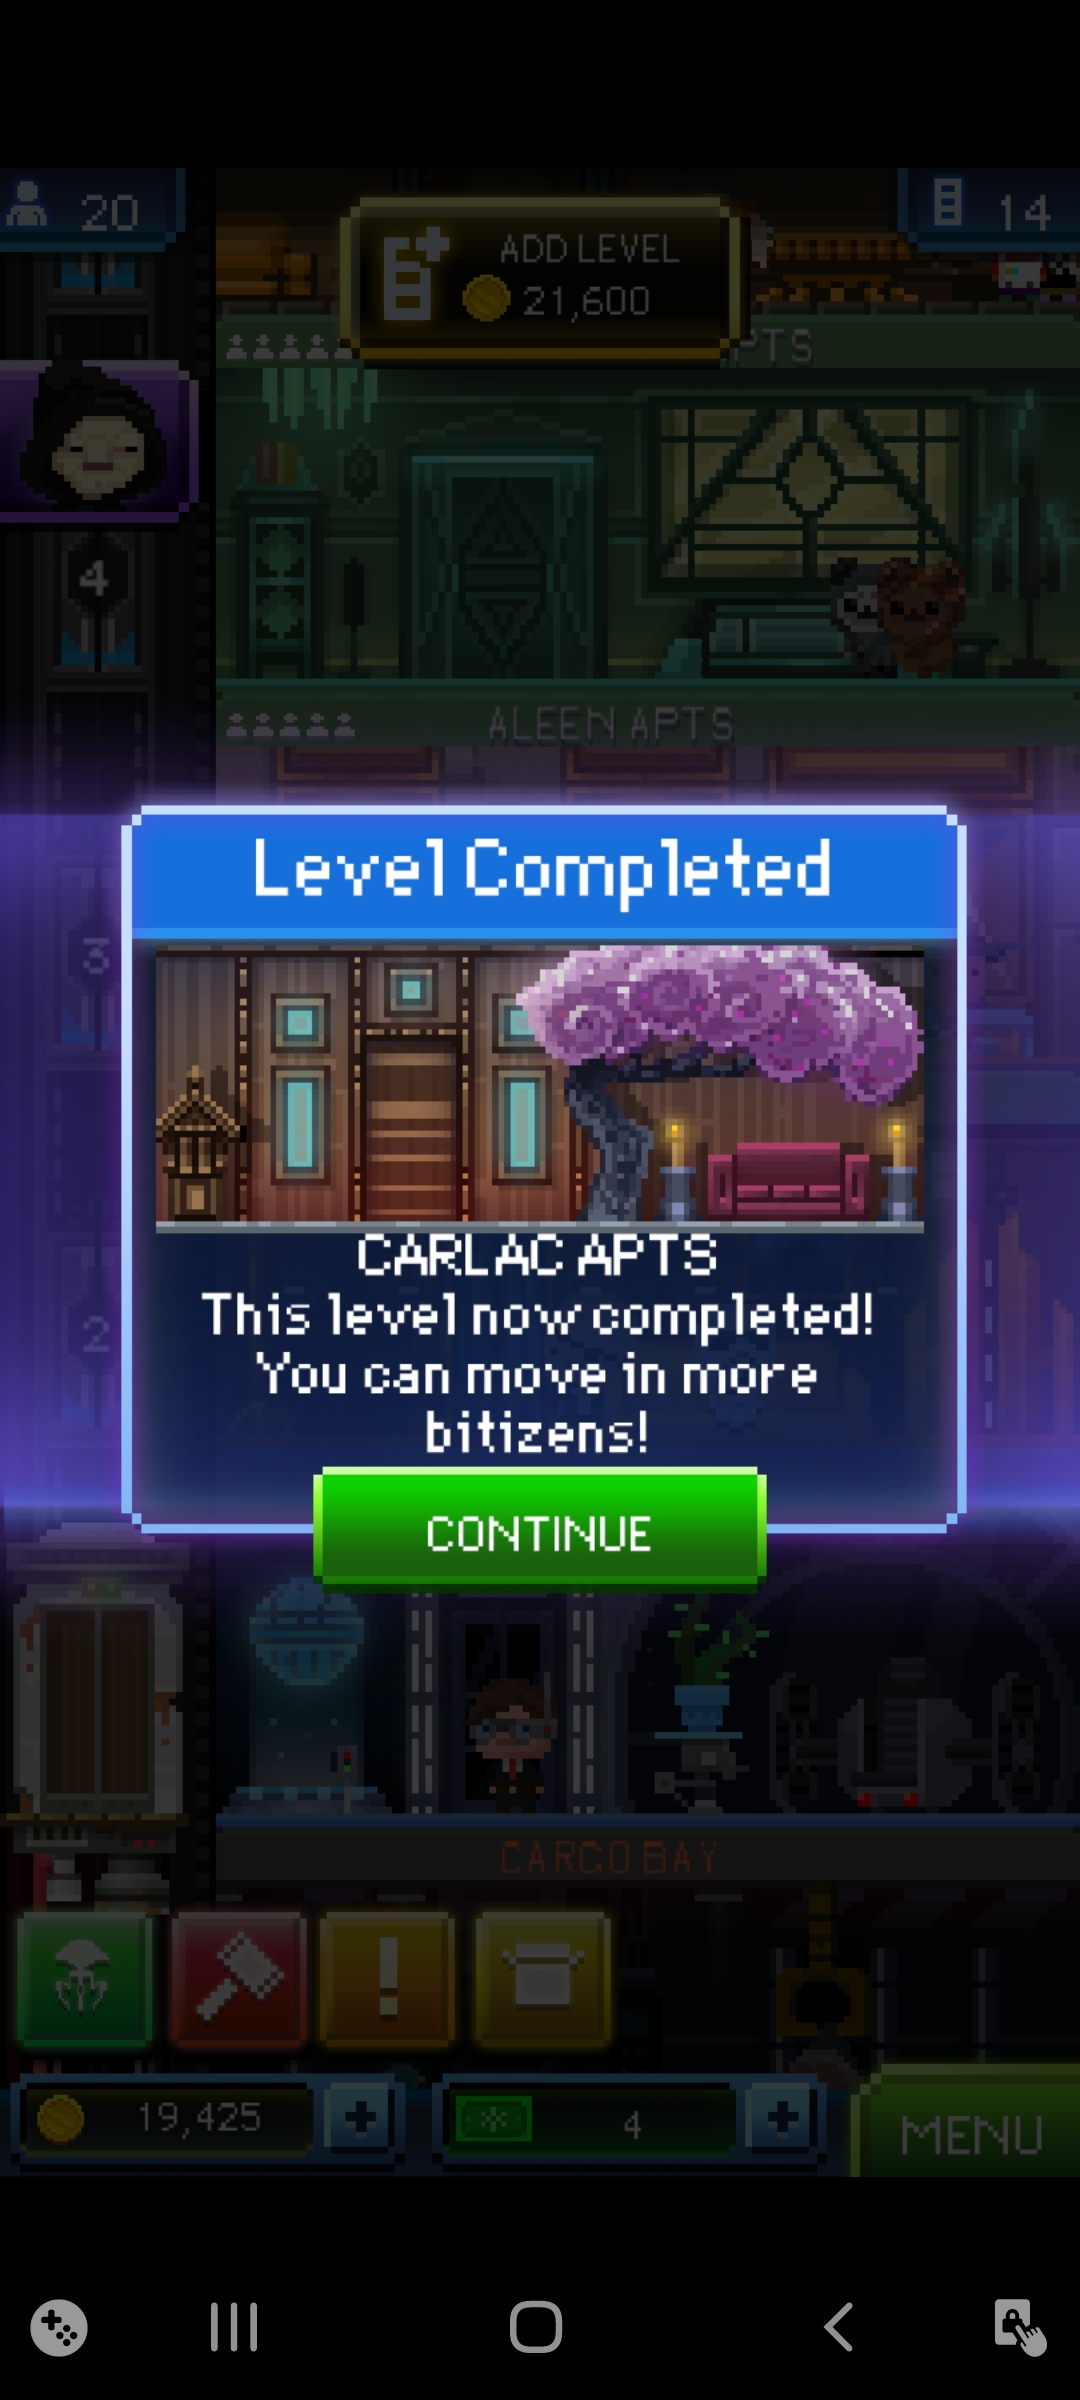 20
14
ADD LEVEL
21,600
PTS
4
ALEEN APTS
Level Completed
3
CARLAC APTS
This level now completed!
You can move in more
bitizens!
2
CONTINUE
CARGO BAY
!
19,425
+
4
+
MENU